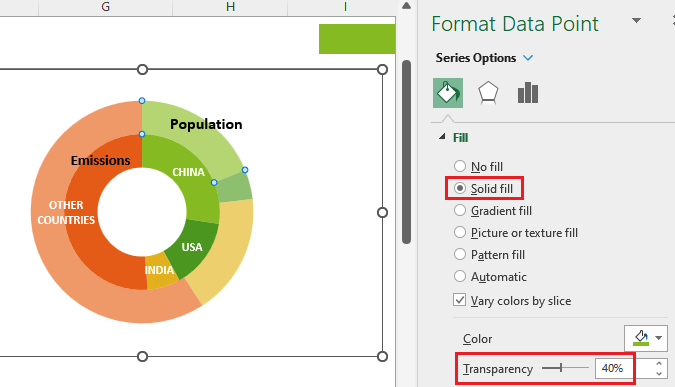 G
H
I
Population
Emissions
CHINA
OTHER
COUNTRIES
USA
INDIA
Format Data Point
Series Options
Fill
No fill
Solid fill
Gradient fill
Picture or texture fill
Pattern fill
Automatic
Vary colors by slice
Color
Transparency 40%